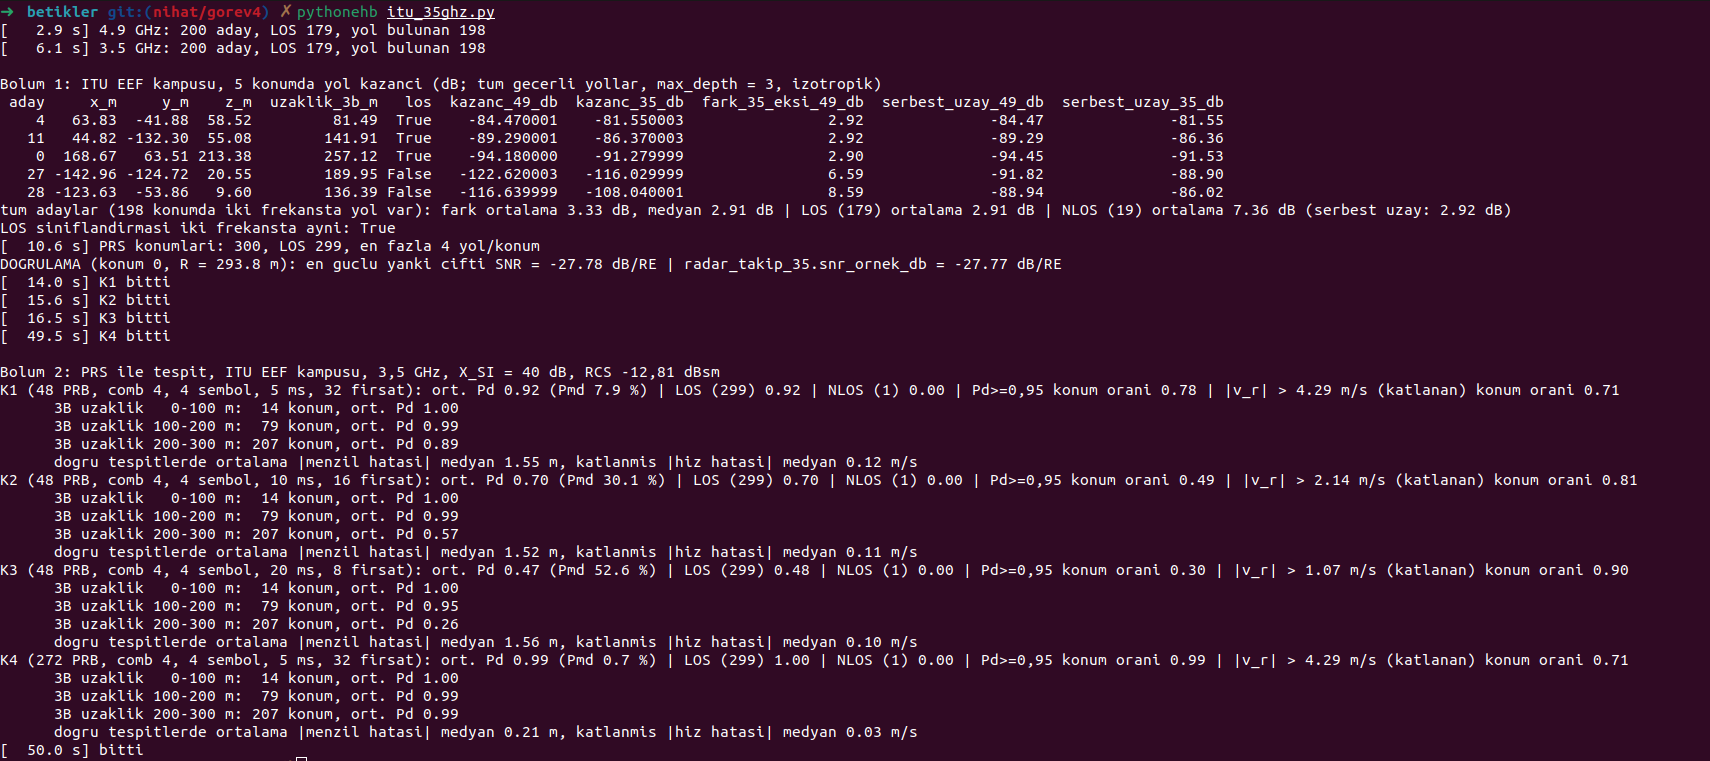 ➜ betikler git:(nihat/gorev4) ✗ pythonehb itu_35ghz.py
[   2.9 s] 4.9 GHz: 200 aday, LOS 179, yol bulunan 198
[   6.1 s] 3.5 GHz: 200 aday, LOS 179, yol bulunan 198
Bolum 1: ITU EEF kampusu, 5 konumda yol kazanci (dB; tum gecerli yollar, max_depth = 3, izotropik)
 aday     x_m     y_m    z_m  uzaklik_3b_m   los  kazanc_49_db  kazanc_35_db  fark_35_eksi_49_db  serbest_uzay_49_db  serbest_uzay_35_db
    4   63.83  -41.88  58.52         81.49  True    -84.470001    -81.550003                2.92              -84.47              -81.55
   11   44.82 -132.30  55.08        141.91  True    -89.290001    -86.370003                2.92              -89.29              -86.36
    0  168.67   63.51 213.38        257.12  True    -94.180000    -91.279999                2.90              -94.45              -91.53
   27 -142.96 -124.72  20.55        189.95 False   -122.620003   -116.029999                6.59              -91.82              -88.90
   28 -123.63  -53.86   9.60        136.39 False   -116.639999   -108.040001                8.59              -88.94              -86.02
tum adaylar (198 konumda iki frekansta yol var): fark ortalama 3.33 dB, medyan 2.91 dB | LOS (179) ortalama 2.91 dB | NLOS (19) ortalama 7.36 dB (serbest uzay: 2.92 dB)
LOS siniflandirmasi iki frekansta ayni: True
[  10.6 s] PRS konumlari: 300, LOS 299, en fazla 4 yol/konum
DOGRULAMA (konum 0, R = 293.8 m): en guclu yanki cifti SNR = -27.78 dB/RE | radar_takip_35.snr_ornek_db = -27.77 dB/RE
[  14.0 s] K1 bitti
[  15.6 s] K2 bitti
[  16.5 s] K3 bitti
[  49.5 s] K4 bitti
Bolum 2: PRS ile tespit, ITU EEF kampusu, 3,5 GHz, X_SI = 40 dB, RCS -12,81 dBsm
K1 (48 PRB, comb 4, 4 sembol, 5 ms, 32 firsat): ort. Pd 0.92 (Pmd 7.9 %) | LOS (299) 0.92 | NLOS (1) 0.00 | Pd>=0,95 konum orani 0.78 | |v_r| > 4.29 m/s (katlanan) konum orani 0.71
      3B uzaklik   0-100 m:  14 konum, ort. Pd 1.00
      3B uzaklik 100-200 m:  79 konum, ort. Pd 0.99
      3B uzaklik 200-300 m: 207 konum, ort. Pd 0.89
      dogru tespitlerde ortalama |menzil hatasi| medyan 1.55 m, katlanmis |hiz hatasi| medyan 0.12 m/s
K2 (48 PRB, comb 4, 4 sembol, 10 ms, 16 firsat): ort. Pd 0.70 (Pmd 30.1 %) | LOS (299) 0.70 | NLOS (1) 0.00 | Pd>=0,95 konum orani 0.49 | |v_r| > 2.14 m/s (katlanan) konum orani 0.81
      3B uzaklik   0-100 m:  14 konum, ort. Pd 1.00
      3B uzaklik 100-200 m:  79 konum, ort. Pd 0.99
      3B uzaklik 200-300 m: 207 konum, ort. Pd 0.57
      dogru tespitlerde ortalama |menzil hatasi| medyan 1.52 m, katlanmis |hiz hatasi| medyan 0.11 m/s
K3 (48 PRB, comb 4, 4 sembol, 20 ms, 8 firsat): ort. Pd 0.47 (Pmd 52.6 %) | LOS (299) 0.48 | NLOS (1) 0.00 | Pd>=0,95 konum orani 0.30 | |v_r| > 1.07 m/s (katlanan) konum orani 0.90
      3B uzaklik   0-100 m:  14 konum, ort. Pd 1.00
      3B uzaklik 100-200 m:  79 konum, ort. Pd 0.95
      3B uzaklik 200-300 m: 207 konum, ort. Pd 0.26
      dogru tespitlerde ortalama |menzil hatasi| medyan 1.56 m, katlanmis |hiz hatasi| medyan 0.10 m/s
K4 (272 PRB, comb 4, 4 sembol, 5 ms, 32 firsat): ort. Pd 0.99 (Pmd 0.7 %) | LOS (299) 1.00 | NLOS (1) 0.00 | Pd>=0,95 konum orani 0.99 | |v_r| > 4.29 m/s (katlanan) konum orani 0.71
      3B uzaklik   0-100 m:  14 konum, ort. Pd 1.00
      3B uzaklik 100-200 m:  79 konum, ort. Pd 0.99
      3B uzaklik 200-300 m: 207 konum, ort. Pd 0.99
      dogru tespitlerde ortalama |menzil hatasi| medyan 0.21 m, katlanmis |hiz hatasi| medyan 0.03 m/s
[  50.0 s] bitti